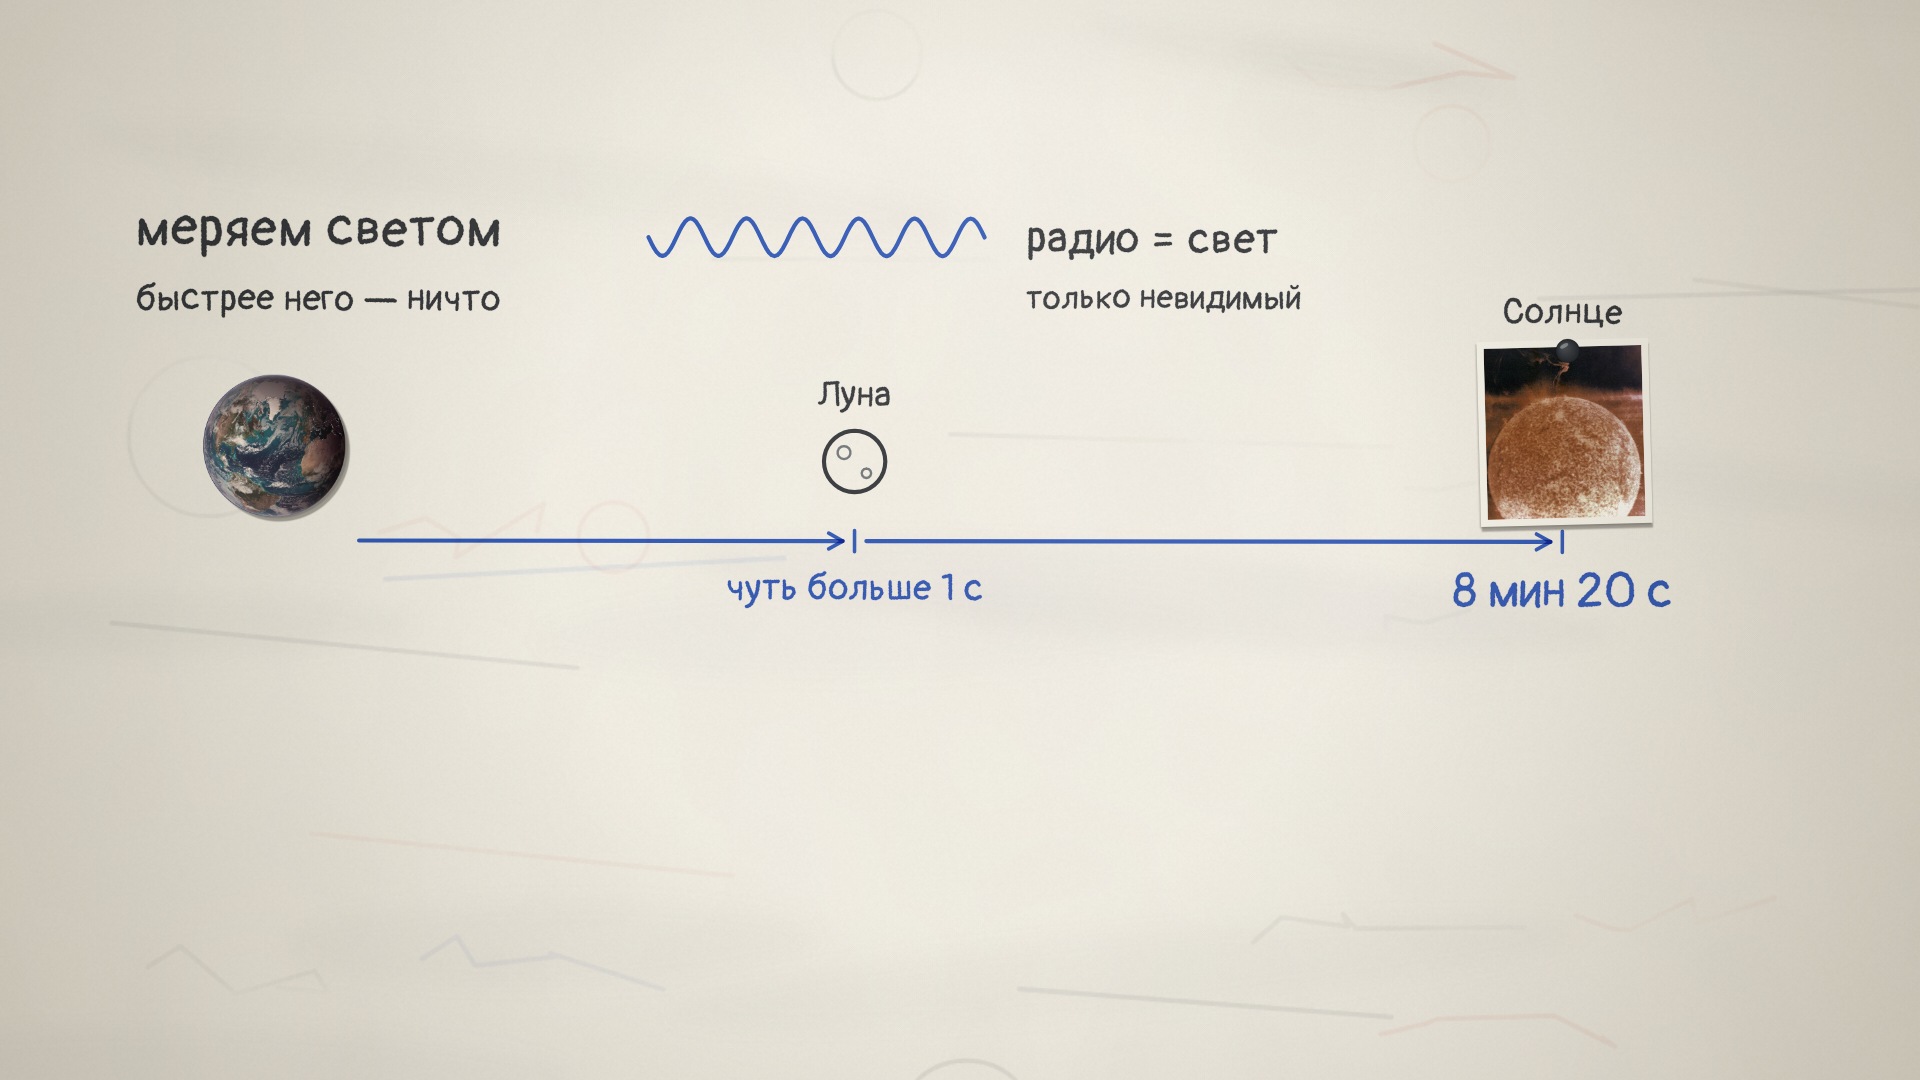 меряем светом
быстрее него — ничто
радио = свет
только невидимый
Солнце
Луна
чуть больше 1 с
8 мин 20 с